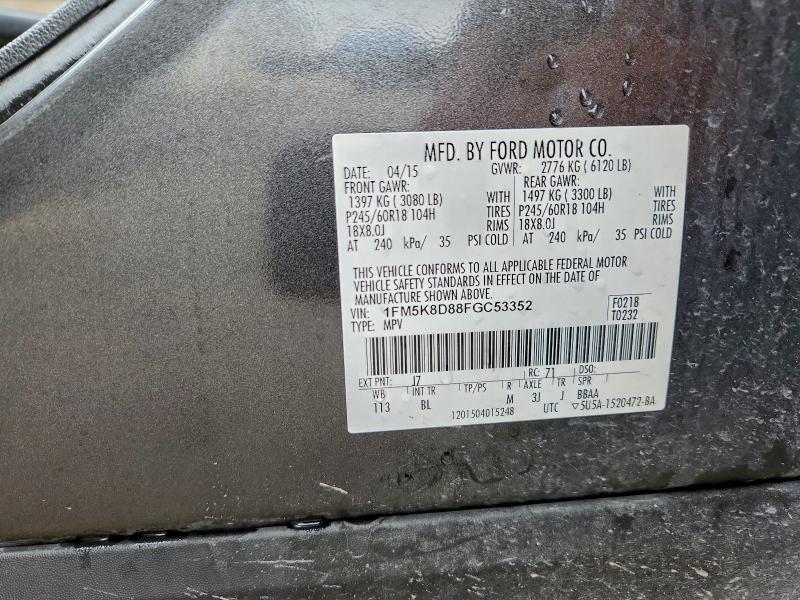 MFD. BY FORD MOTOR CO.
DATE: 04/15 GVWR: 2776 KG ( 6120 LB)
FRONT GAWR: REAR GAWR:
1397 KG ( 3080 LB) WITH 1497 KG ( 3300 LB) WITH
P245/60R18 104H TIRES P245/60R18 104H TIRES
18X8.0J RIMS 18X8.0J RIMS
AT 240 kPa/ 35 PSI COLD AT 240 kPa/ 35 PSI COLD
THIS VEHICLE CONFORMS TO ALL APPLICABLE FEDERAL MOTOR
VEHICLE SAFETY STANDARDS IN EFFECT ON THE DATE OF
MANUFACTURE SHOWN ABOVE.
VIN: 1FM5K8D88FGC53352 F0218
TYPE: MPV T0232
EXT PNT: J7 RC: 71 DSO:
WB INT TR TP/PS R AXLE TR SPR
113 BL M 3J J BBAA
1201504015248 UTC ▽5U5A-1520472-BA